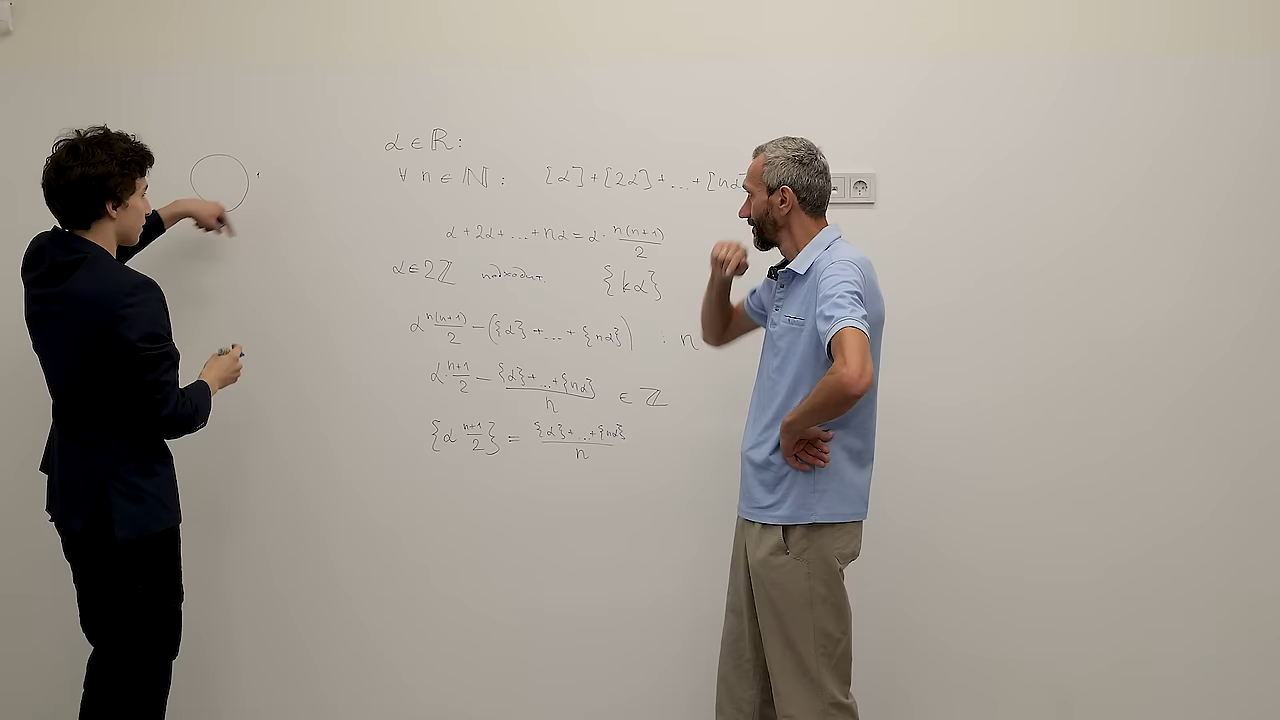 α ∈ ℝ:
∀ n ∈ ℕ: [α] + [2α] + ... + [nα
α + 2α + ... + nα = α · n(n+1)/2
α ∈ 2ℤ подходит. {kα}
α n(n+1)/2 − ({α} + ... + {nα}) ⋮ n
α · (n+1)/2 − ({α} + ... + {nα})/n ∈ ℤ
{α (n+1)/2} = ({α} + ... + {nα})/n